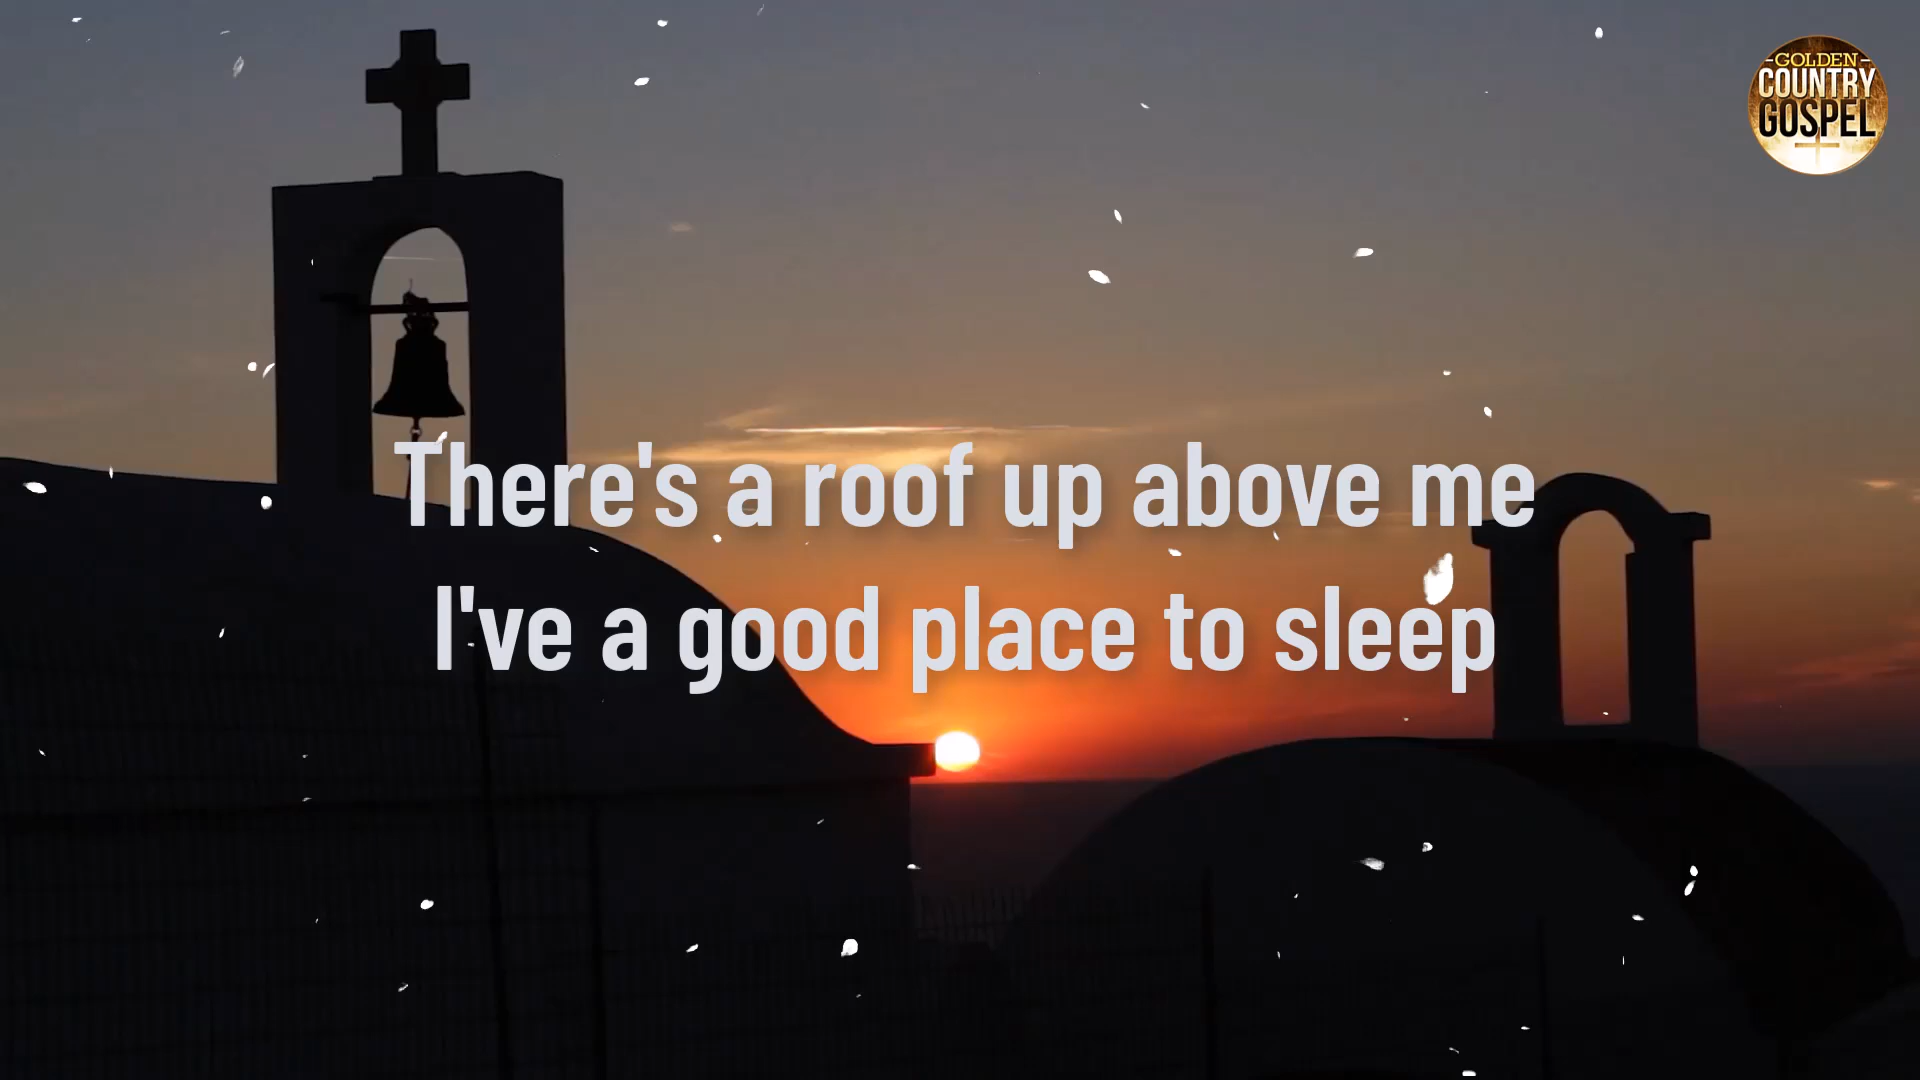 GOLDEN
COUNTRY
GOSPEL
There's a roof up above me
I've a good place to sleep